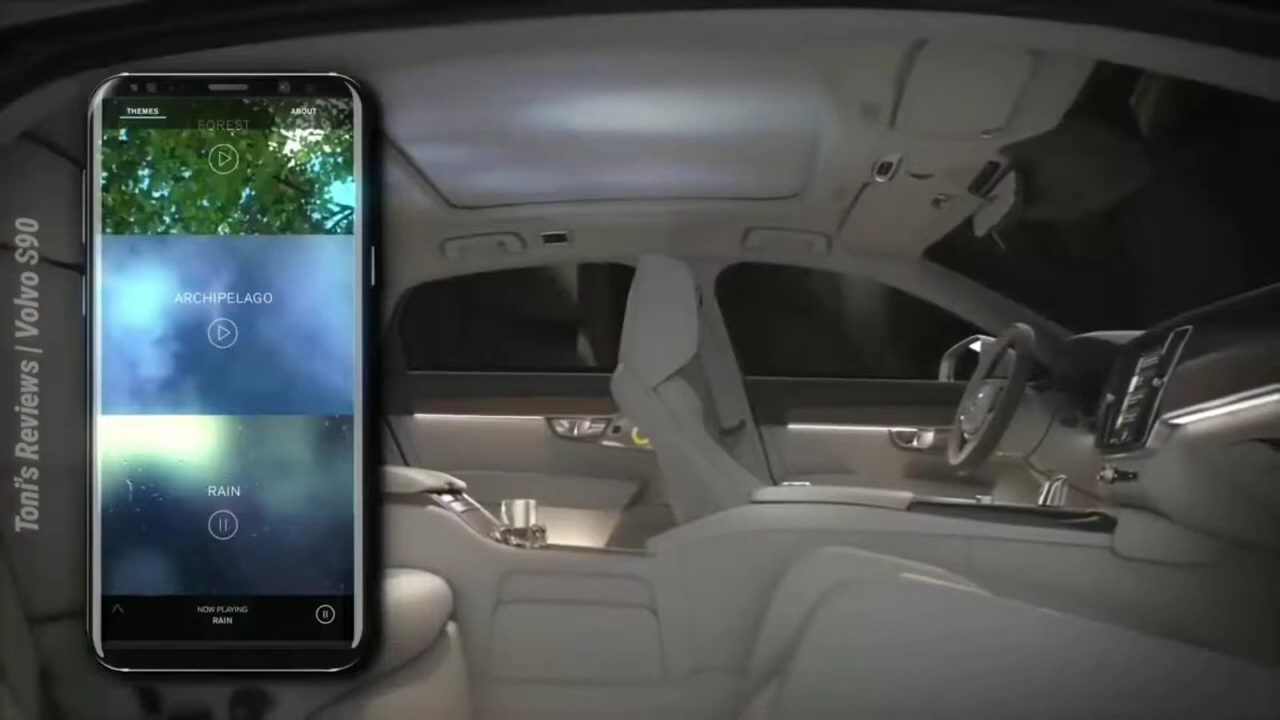 Toni's Reviews | Volvo S90
THEMES
ABOUT
FOREST
ARCHIPELAGO
RAIN
NOW PLAYING
RAIN